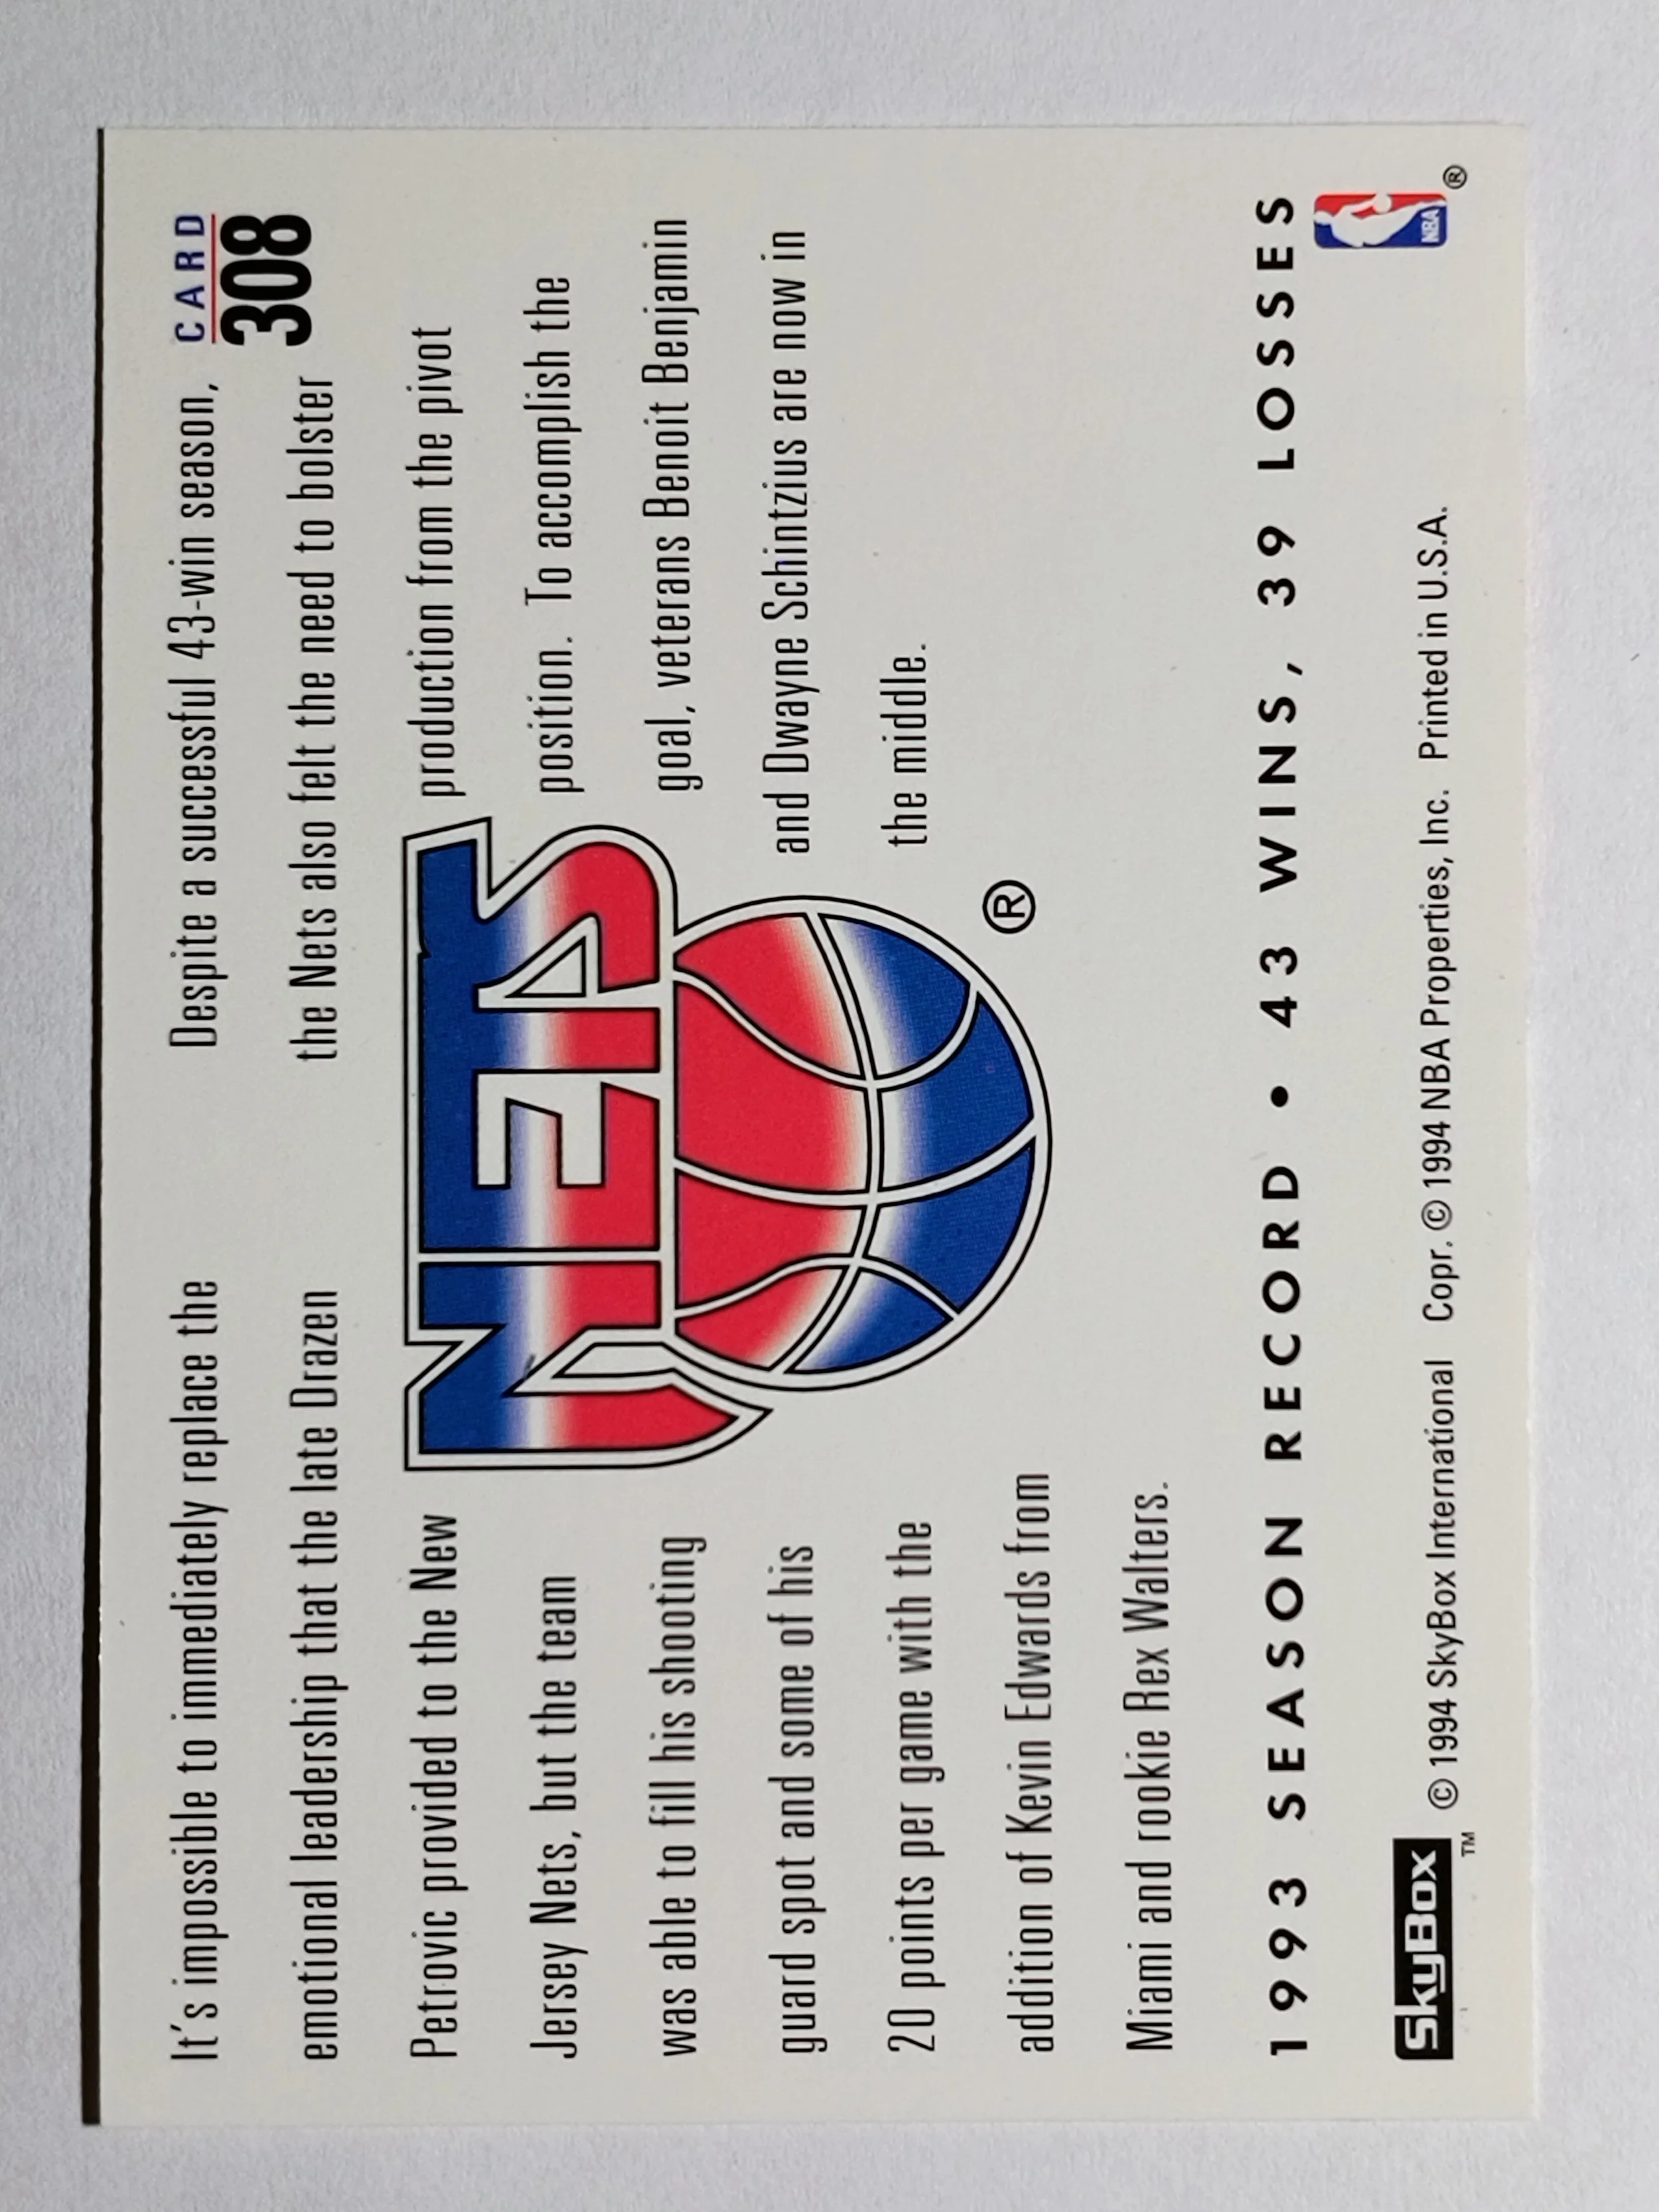 It's impossible to immediately replace the
emotional leadership that the late Drazen
Petrovic provided to the New
Jersey Nets, but the team
was able to fill his shooting
guard spot and some of his
20 points per game with the
addition of Kevin Edwards from
Miami and rookie Rex Walters.
NETS
®
Despite a successful 43-win season,
the Nets also felt the need to bolster
production from the pivot
position. To accomplish the
goal, veterans Benoit Benjamin
and Dwayne Schintzius are now in
the middle.
CARD
308
1993 SEASON RECORD • 43 WINS, 39 LOSSES
SkyBox ™ © 1994 SkyBox International Copr. © 1994 NBA Properties, Inc. Printed in U.S.A.
NBA ®